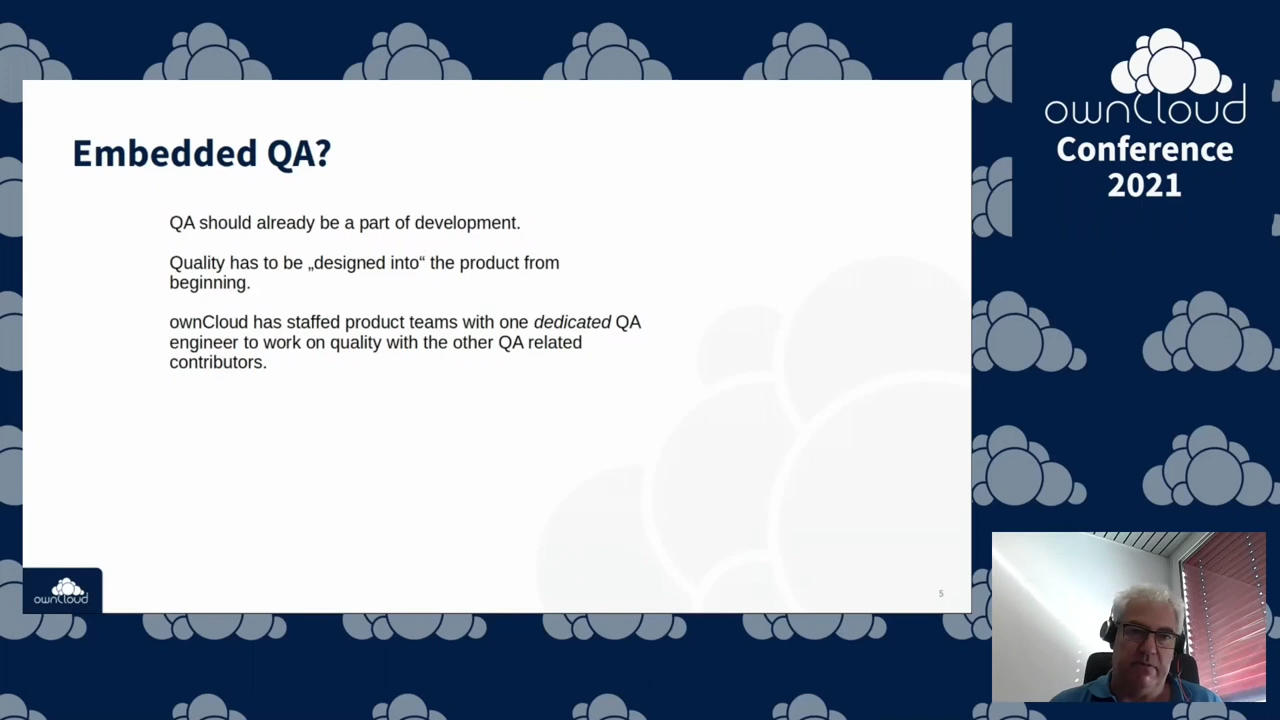 Embedded QA?
QA should already be a part of development.
Quality has to be „designed into“ the product from
beginning.
ownCloud has staffed product teams with one dedicated QA
engineer to work on quality with the other QA related
contributors.
ownCloud
5
ownCloud
Conference
2021